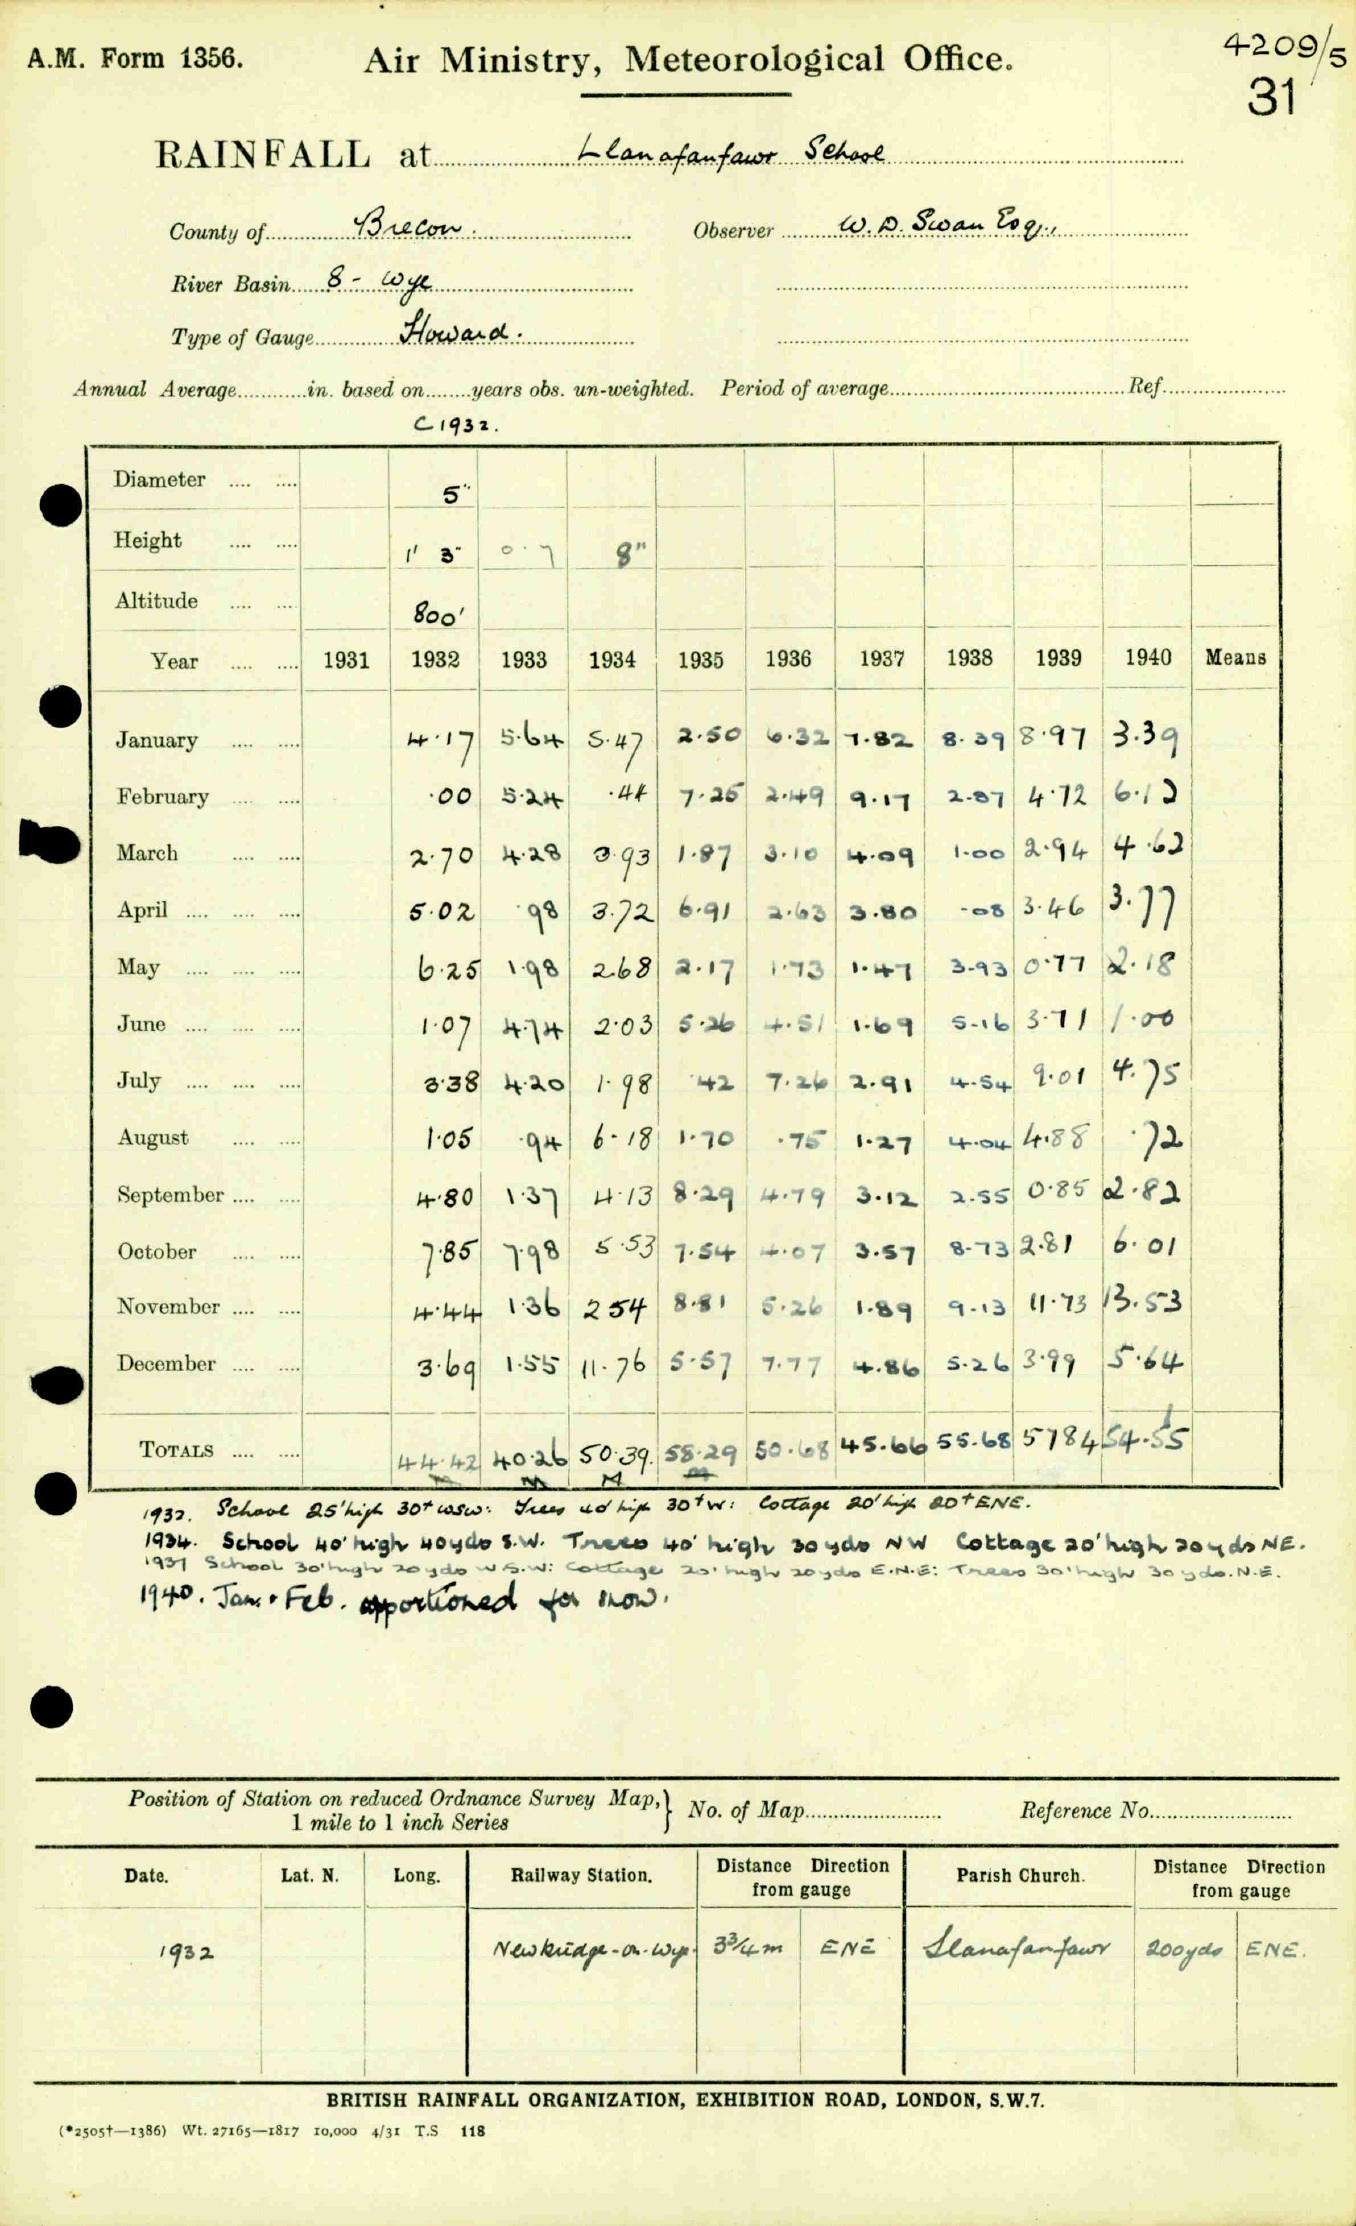 A.M. Form 1356.
Air Ministry, Meteorological Office.
4209/5
31
RAINFALL at Llanafanfawr School
County of Brecon. Observer W. D. Swan Esq.,
River Basin 8 - Wye
Type of Gauge Howard.
Annual Average in. based on years obs. un-weighted. Period of average Ref.
C 1932.
Diameter 5"
Height 1' 3" 0.7 8"
Altitude 800'
Year 1931 1932 1933 1934 1935 1936 1937 1938 1939 1940 Means
January 4.17 5.64 5.47 2.50 6.32 7.82 8.39 8.97 3.39
February .00 5.24 .44 7.25 2.49 9.17 2.87 4.72 6.12
March 2.70 4.28 3.93 1.87 3.10 4.09 1.00 2.94 4.62
April 5.02 .98 3.72 6.91 2.63 3.80 .08 3.46 3.77
May 6.25 1.98 2.68 2.17 1.73 1.47 3.93 0.77 2.18
June 1.07 4.74 2.03 5.26 4.51 1.69 5.16 3.71 1.00
July 3.38 4.20 1.98 .42 7.26 2.91 4.54 9.01 4.75
August 1.05 .94 6.18 1.70 .75 1.27 4.04 4.88 .72
September 4.80 1.37 4.13 8.29 4.79 3.12 2.55 0.85 2.82
October 7.85 7.98 5.53 7.54 4.07 3.57 8.73 2.81 6.01
November 4.44 1.36 2.54 8.81 5.26 1.89 9.13 11.73 13.53
December 3.69 1.55 11.76 5.57 7.77 4.86 5.26 3.99 5.64
TOTALS 44.42 40.26 50.39. 58.29 50.68 45.66 55.68 57 84 54.55
M M M M
1932. School 25' high 30+ WSW: Trees 40' high 30+ W: Cottage 20' high 20+ ENE.
1934. School 40' high 40 yds S.W. Trees 40' high 30 yds NW Cottage 20' high 20 yds NE.
1937 School 30' high 20 yds W.S.W: Cottage 20' high 20 yds E.N.E: Trees 30' high 30 yds. N.E.
1940. Jan. & Feb. apportioned for snow.
Position of Station on reduced Ordnance Survey Map, } No. of Map Reference No.
1 mile to 1 inch Series
Date. Lat. N. Long. Railway Station. Distance Direction from gauge Parish Church. Distance Direction from gauge
1932 Newbridge-on-Wye 3¾ m ENE Llanafanfawr 200 yds ENE.
BRITISH RAINFALL ORGANIZATION, EXHIBITION ROAD, LONDON, S.W.7.
(*2505†—1386) Wt. 27165—1817 10,000 4/31 T.S 118